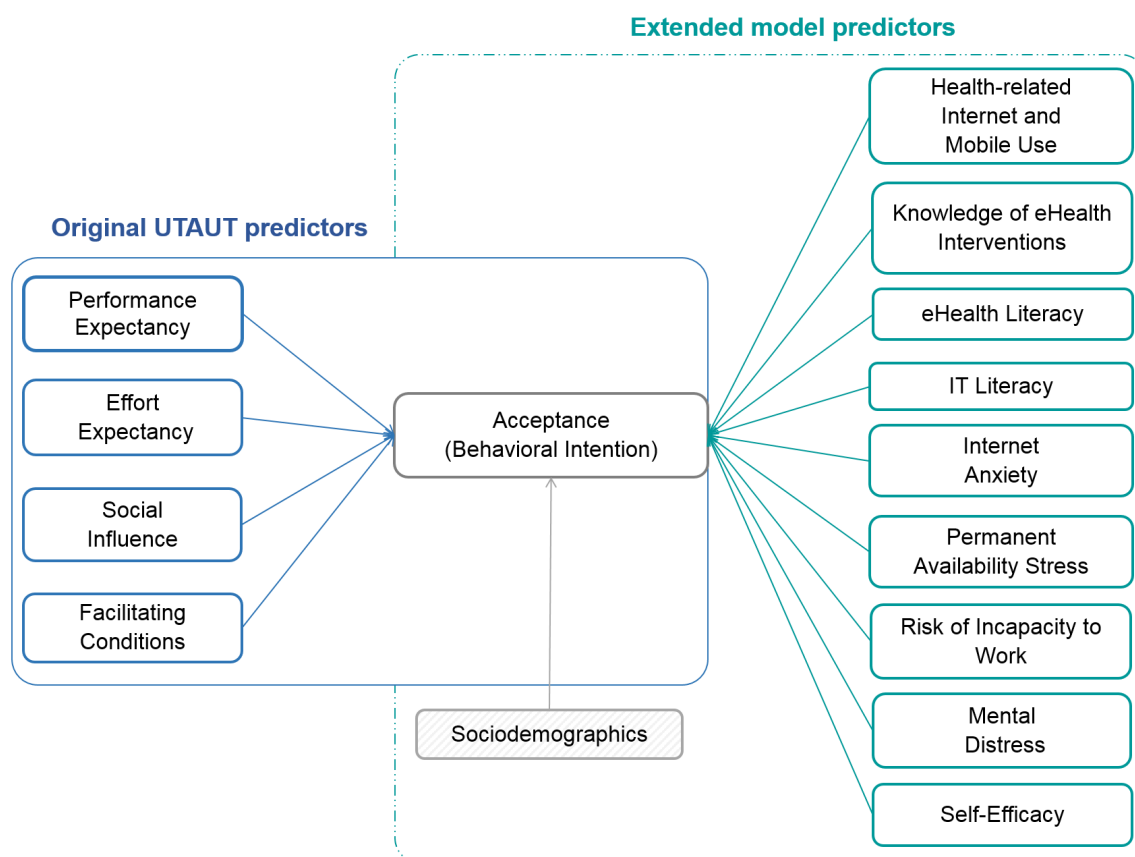 Extended model predictors
Original UTAUT predictors
Performance
Expectancy
Effort
Expectancy
Social
Influence
Facilitating
Conditions
Acceptance
(Behavioral Intention)
Sociodemographics
Health-related
Internet and
Mobile Use
Knowledge of eHealth
Interventions
eHealth Literacy
IT Literacy
Internet
Anxiety
Permanent
Availability Stress
Risk of Incapacity to
Work
Mental
Distress
Self-Efficacy